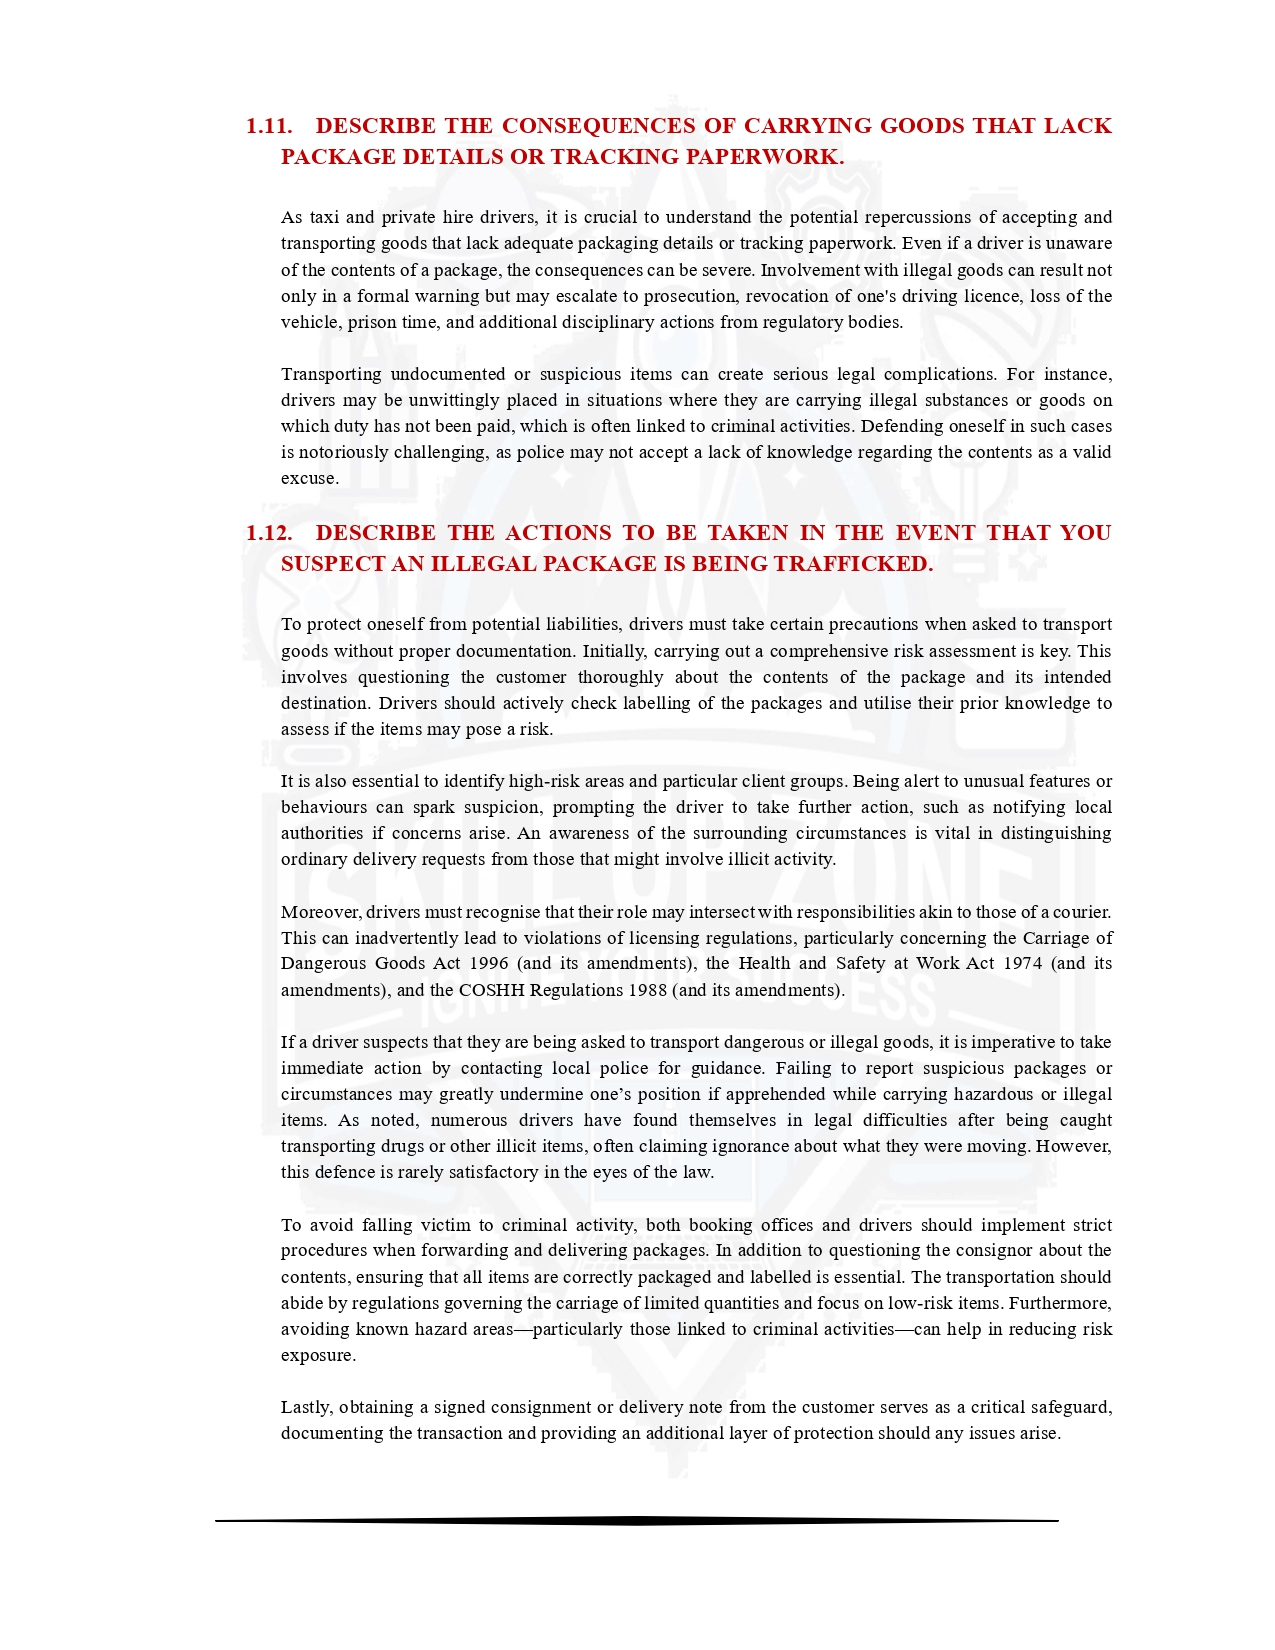 1.11. DESCRIBE THE CONSEQUENCES OF CARRYING GOODS THAT LACK
PACKAGE DETAILS OR TRACKING PAPERWORK.
As taxi and private hire drivers, it is crucial to understand the potential repercussions of accepting and
transporting goods that lack adequate packaging details or tracking paperwork. Even if a driver is unaware
of the contents of a package, the consequences can be severe. Involvement with illegal goods can result not
only in a formal warning but may escalate to prosecution, revocation of one's driving licence, loss of the
vehicle, prison time, and additional disciplinary actions from regulatory bodies.
Transporting undocumented or suspicious items can create serious legal complications. For instance,
drivers may be unwittingly placed in situations where they are carrying illegal substances or goods on
which duty has not been paid, which is often linked to criminal activities. Defending oneself in such cases
is notoriously challenging, as police may not accept a lack of knowledge regarding the contents as a valid
excuse.
1.12. DESCRIBE THE ACTIONS TO BE TAKEN IN THE EVENT THAT YOU
SUSPECT AN ILLEGAL PACKAGE IS BEING TRAFFICKED.
To protect oneself from potential liabilities, drivers must take certain precautions when asked to transport
goods without proper documentation. Initially, carrying out a comprehensive risk assessment is key. This
involves questioning the customer thoroughly about the contents of the package and its intended
destination. Drivers should actively check labelling of the packages and utilise their prior knowledge to
assess if the items may pose a risk.
It is also essential to identify high-risk areas and particular client groups. Being alert to unusual features or
behaviours can spark suspicion, prompting the driver to take further action, such as notifying local
authorities if concerns arise. An awareness of the surrounding circumstances is vital in distinguishing
ordinary delivery requests from those that might involve illicit activity.
SKILL UP ZONE
Moreover, drivers must recognise that their role may intersect with responsibilities akin to those of a courier.
This can inadvertently lead to violations of licensing regulations, particularly concerning the Carriage of
Dangerous Goods Act 1996 (and its amendments), the Health and Safety at Work Act 1974 (and its
amendments), and the COSHH Regulations 1988 (and its amendments).
IGNITE YOUR SUCCESS
If a driver suspects that they are being asked to transport dangerous or illegal goods, it is imperative to take
immediate action by contacting local police for guidance. Failing to report suspicious packages or
circumstances may greatly undermine one’s position if apprehended while carrying hazardous or illegal
items. As noted, numerous drivers have found themselves in legal difficulties after being caught
transporting drugs or other illicit items, often claiming ignorance about what they were moving. However,
this defence is rarely satisfactory in the eyes of the law.
To avoid falling victim to criminal activity, both booking offices and drivers should implement strict
procedures when forwarding and delivering packages. In addition to questioning the consignor about the
contents, ensuring that all items are correctly packaged and labelled is essential. The transportation should
abide by regulations governing the carriage of limited quantities and focus on low-risk items. Furthermore,
avoiding known hazard areas—particularly those linked to criminal activities—can help in reducing risk
exposure.
Lastly, obtaining a signed consignment or delivery note from the customer serves as a critical safeguard,
documenting the transaction and providing an additional layer of protection should any issues arise.